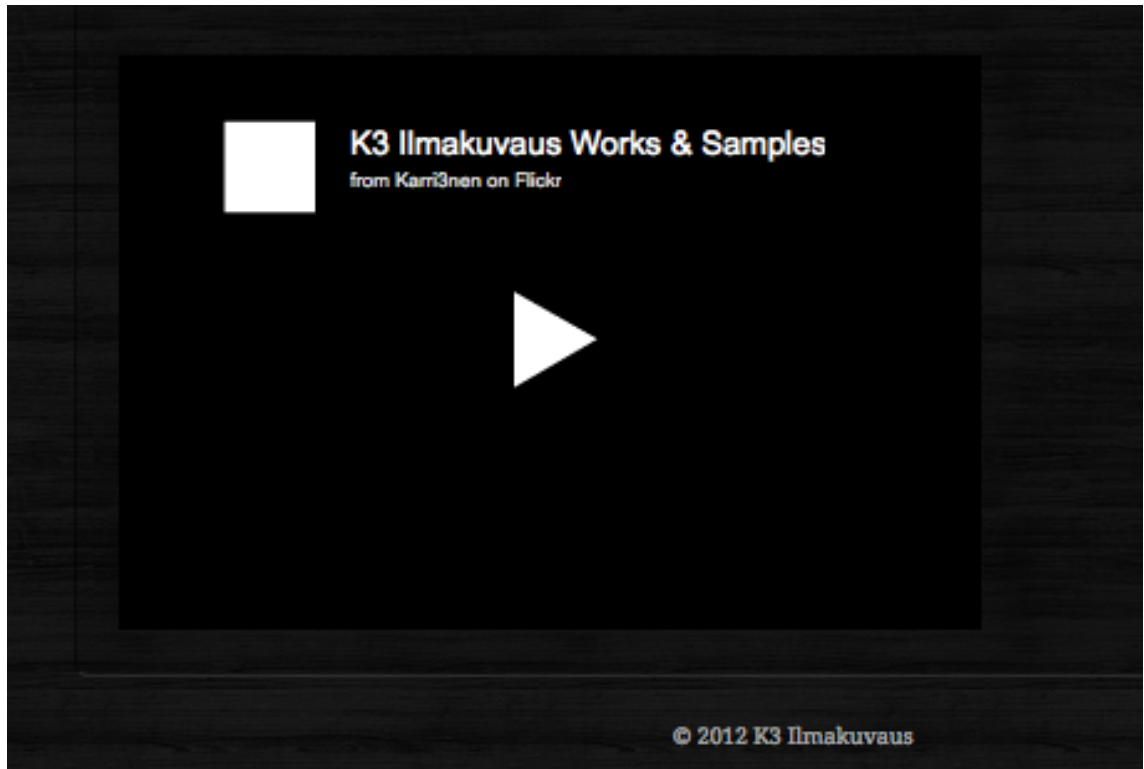 K3 Ilmakuvaus Works & Samples
from Karri3nen on Flickr
© 2012 K3 Ilmakuvaus